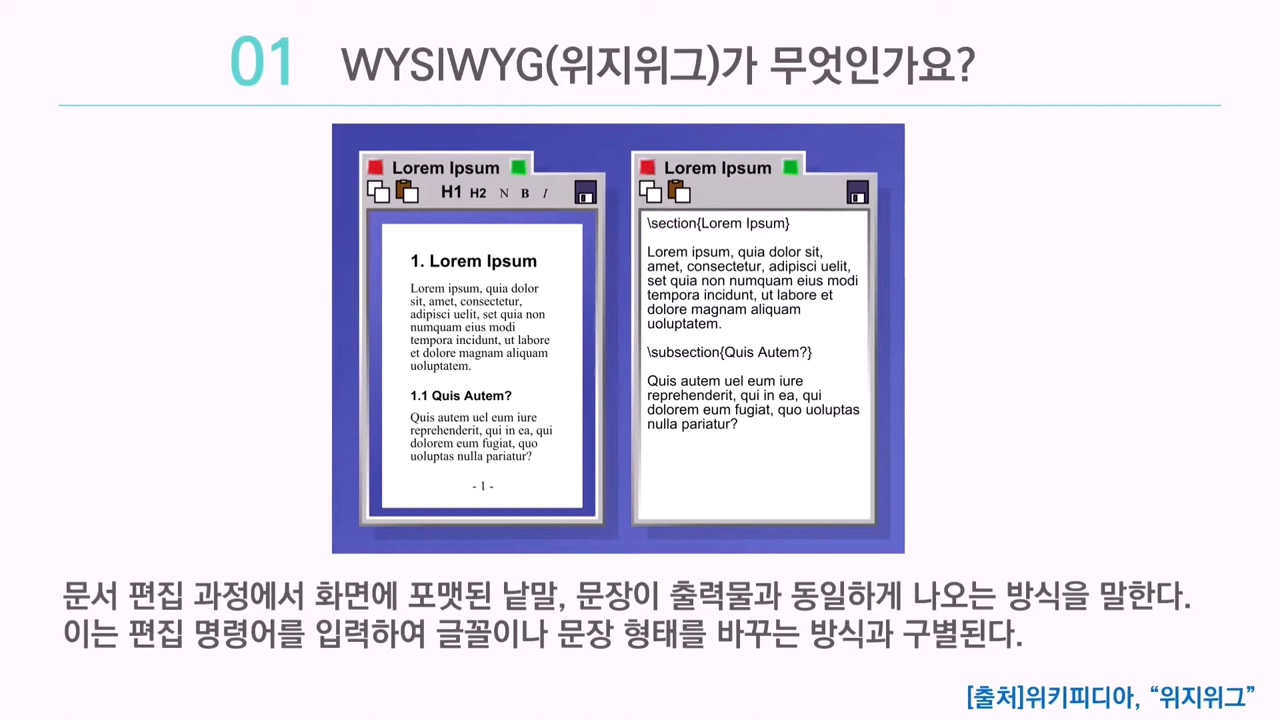 01 WYSIWYG(위지위그)가 무엇인가요?
Lorem Ipsum
H1 H2 N B I
1. Lorem Ipsum
Lorem ipsum, quia dolor
sit, amet, consectetur,
adipisci uelit, set quia non
numquam eius modi
tempora incidunt, ut labore
et dolore magnam aliquam
uoluptatem.
1.1 Quis Autem?
Quis autem uel eum iure
reprehenderit, qui in ea, qui
dolorem eum fugiat, quo
uoluptas nulla pariatur?
- 1 -
Lorem Ipsum
\section{Lorem Ipsum}
Lorem ipsum, quia dolor sit,
amet, consectetur, adipisci uelit,
set quia non numquam eius modi
tempora incidunt, ut labore et
dolore magnam aliquam
uoluptatem.
\subsection{Quis Autem?}
Quis autem uel eum iure
reprehenderit, qui in ea, qui
dolorem eum fugiat, quo uoluptas
nulla pariatur?
문서 편집 과정에서 화면에 포맷된 낱말, 문장이 출력물과 동일하게 나오는 방식을 말한다.
이는 편집 명령어를 입력하여 글꼴이나 문장 형태를 바꾸는 방식과 구별된다.
[출처]위키피디아, “위지위그”